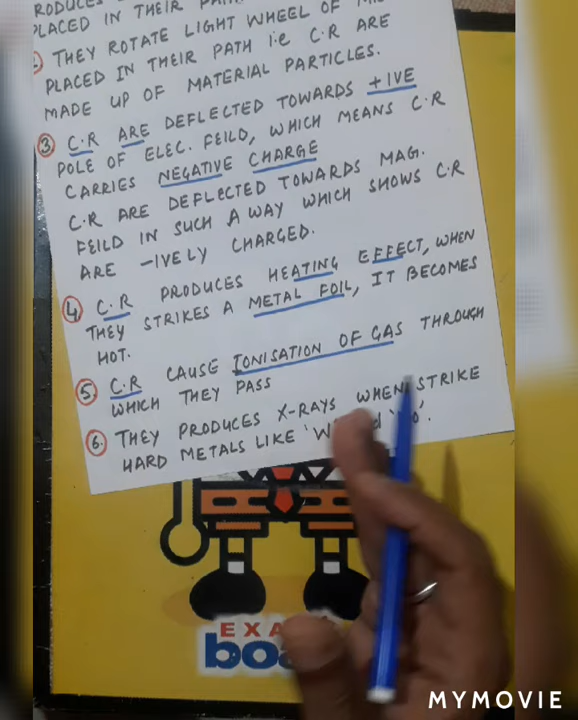 PLACED IN THEIR
THEY ROTATE LIGHT WHEEL OF
PLACED IN THEIR PATH i.e C.R ARE
MADE UP OF MATERIAL PARTICLES.
3 C.R ARE DEFLECTED TOWARDS +IVE
POLE OF ELEC. FEILD, WHICH MEANS C.R
CARRIES NEGATIVE CHARGE
C.R ARE DEFLECTED TOWARDS MAG.
FEILD IN SUCH A WAY WHICH SHOWS C.R
ARE -IVELY CHARGED.
4 C.R PRODUCES HEATING EFFECT, WHEN
THEY STRIKES A METAL FOIL, IT BECOMES
HOT.
5. C.R CAUSE IONISATION OF GAS THROUGH
WHICH THEY PASS
6. THEY PRODUCES X-RAYS WHEN STRIKE
HARD METALS LIKE
MYMOVIE